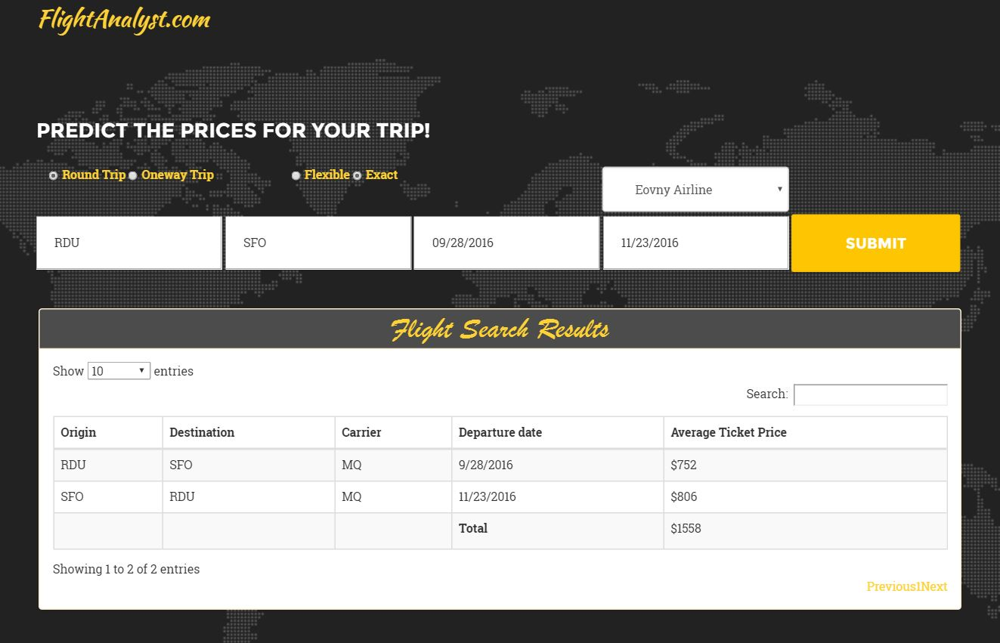 FlightAnalyst.com
PREDICT THE PRICES FOR YOUR TRIP!
Round Trip Oneway Trip Flexible Exact
Eovny Airline
RDU SFO 09/28/2016 11/23/2016 SUBMIT
Flight Search Results
Show 10 entries
Search:
Origin Destination Carrier Departure date Average Ticket Price
RDU SFO MQ 9/28/2016 $752
SFO RDU MQ 11/23/2016 $806
Total $1558
Showing 1 to 2 of 2 entries
Previous1Next